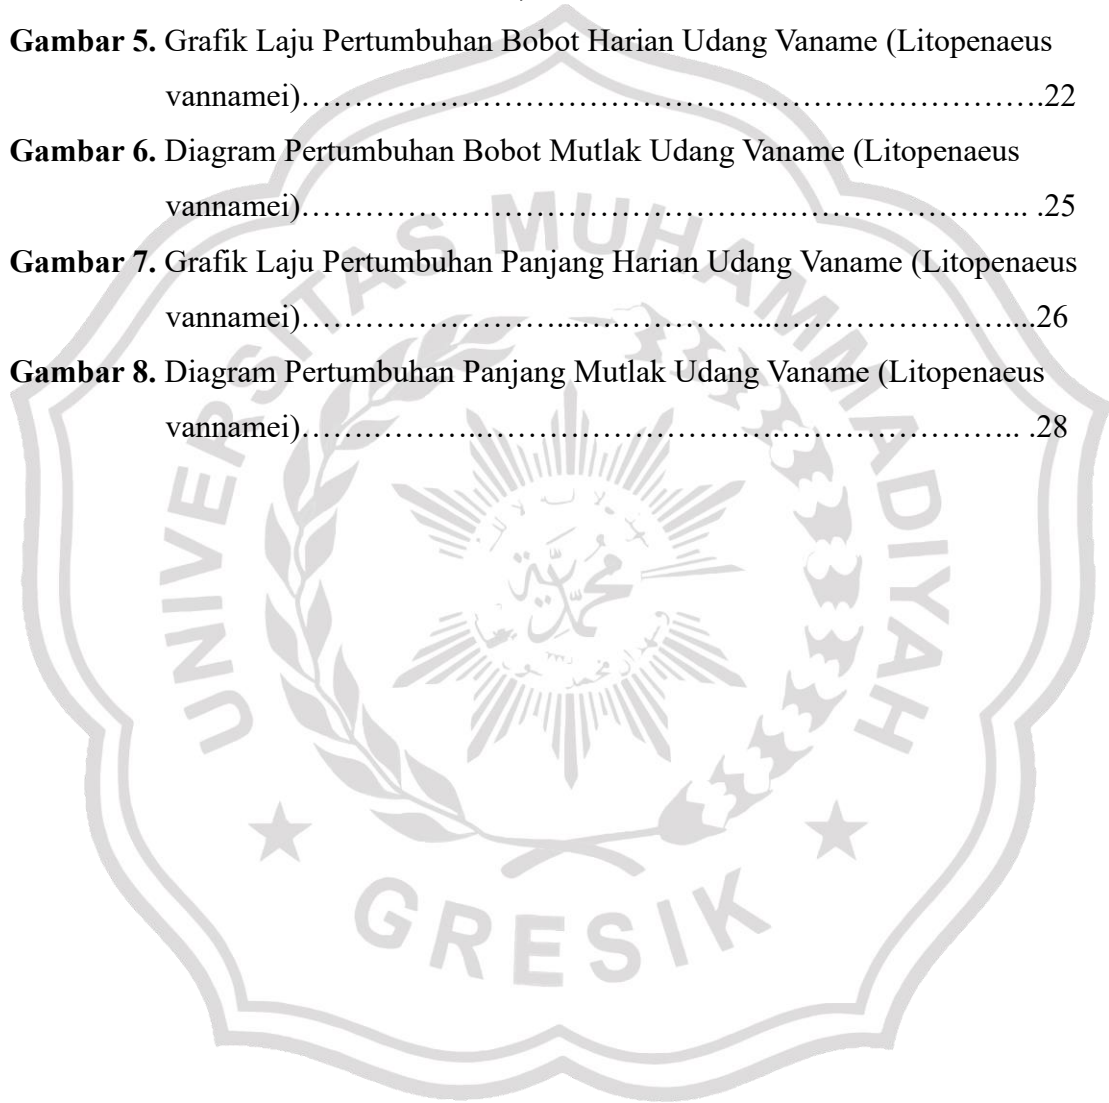 Gambar 5. Grafik Laju Pertumbuhan Bobot Harian Udang Vaname (Litopenaeus
vannamei)……………………………………………………………………….22
Gambar 6. Diagram Pertumbuhan Bobot Mutlak Udang Vaname (Litopenaeus
vannamei)…………………………………………….…………………….. .25
Gambar 7. Grafik Laju Pertumbuhan Panjang Harian Udang Vaname (Litopenaeus
vannamei)………………………...….……………....…………………….....26
Gambar 8. Diagram Pertumbuhan Panjang Mutlak Udang Vaname (Litopenaeus
vannamei)…….……….………………………….…………………….. .28
UNIVERSITAS MUHAMMADIYAH
GRESIK
محمدية